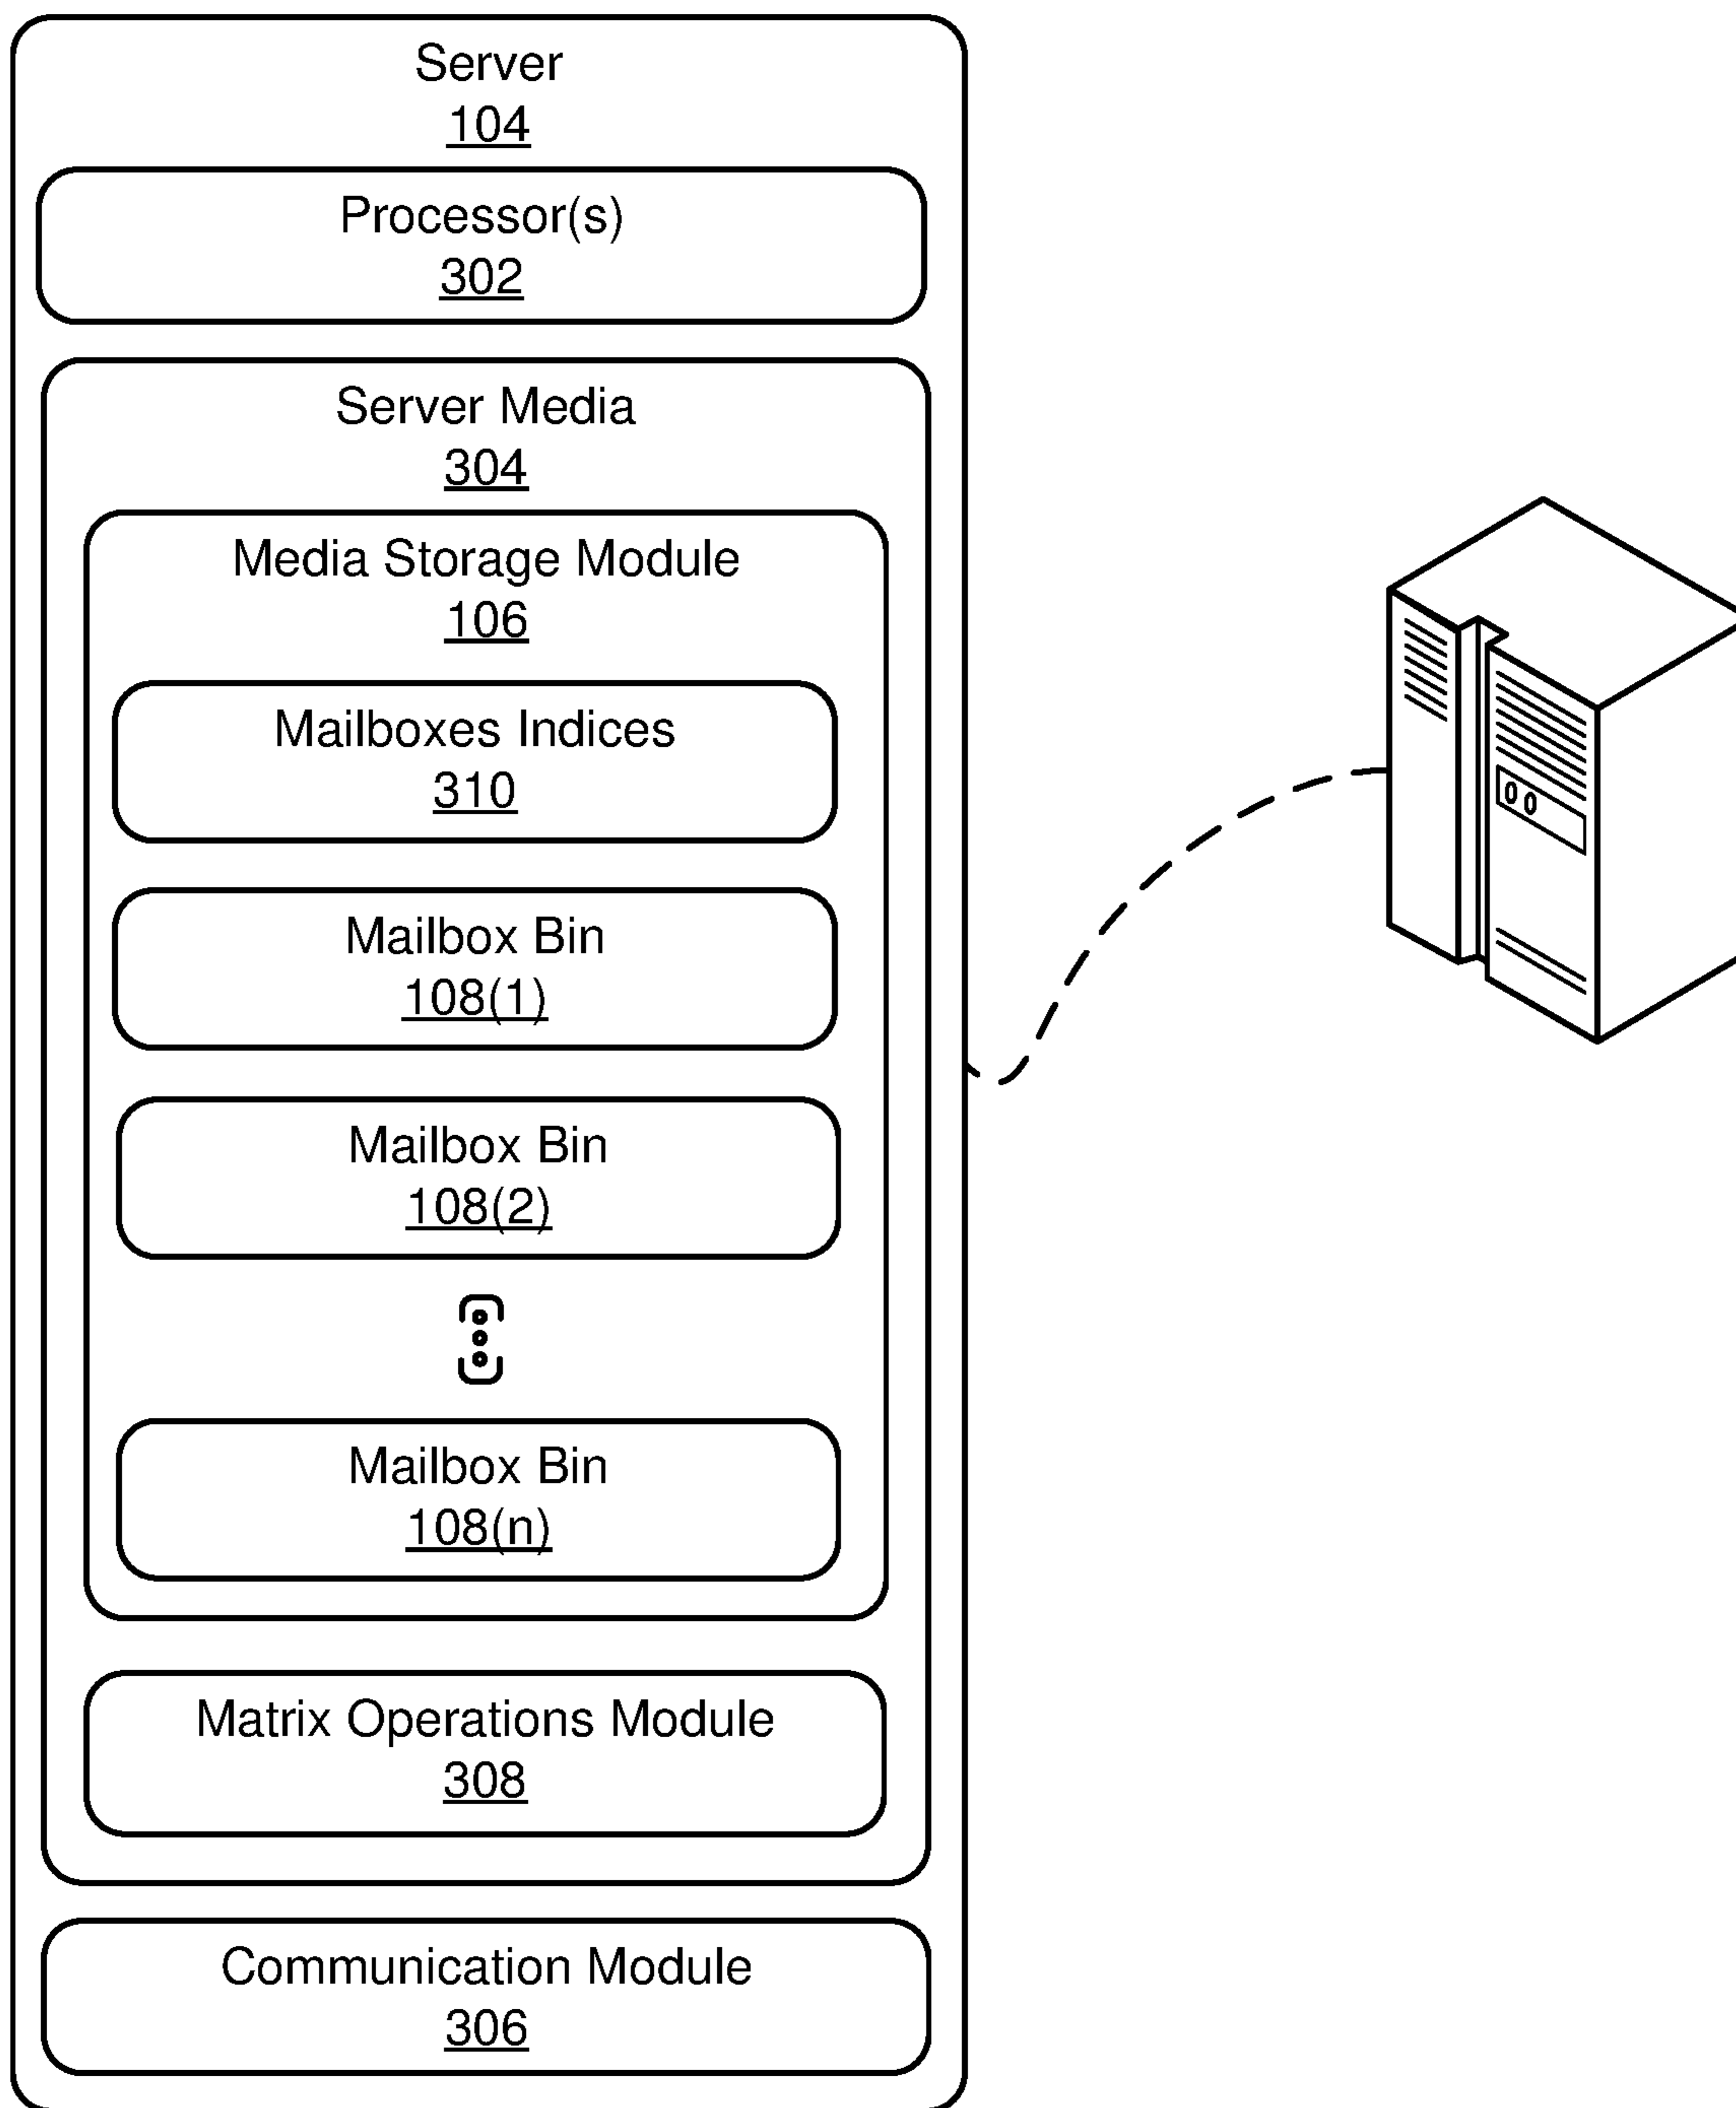 Server
104
Processor(s)
302
Server Media
304
Media Storage Module
106
Mailboxes Indices
310
Mailbox Bin
108(1)
Mailbox Bin
108(2)
Mailbox Bin
108(n)
Matrix Operations Module
308
Communication Module
306